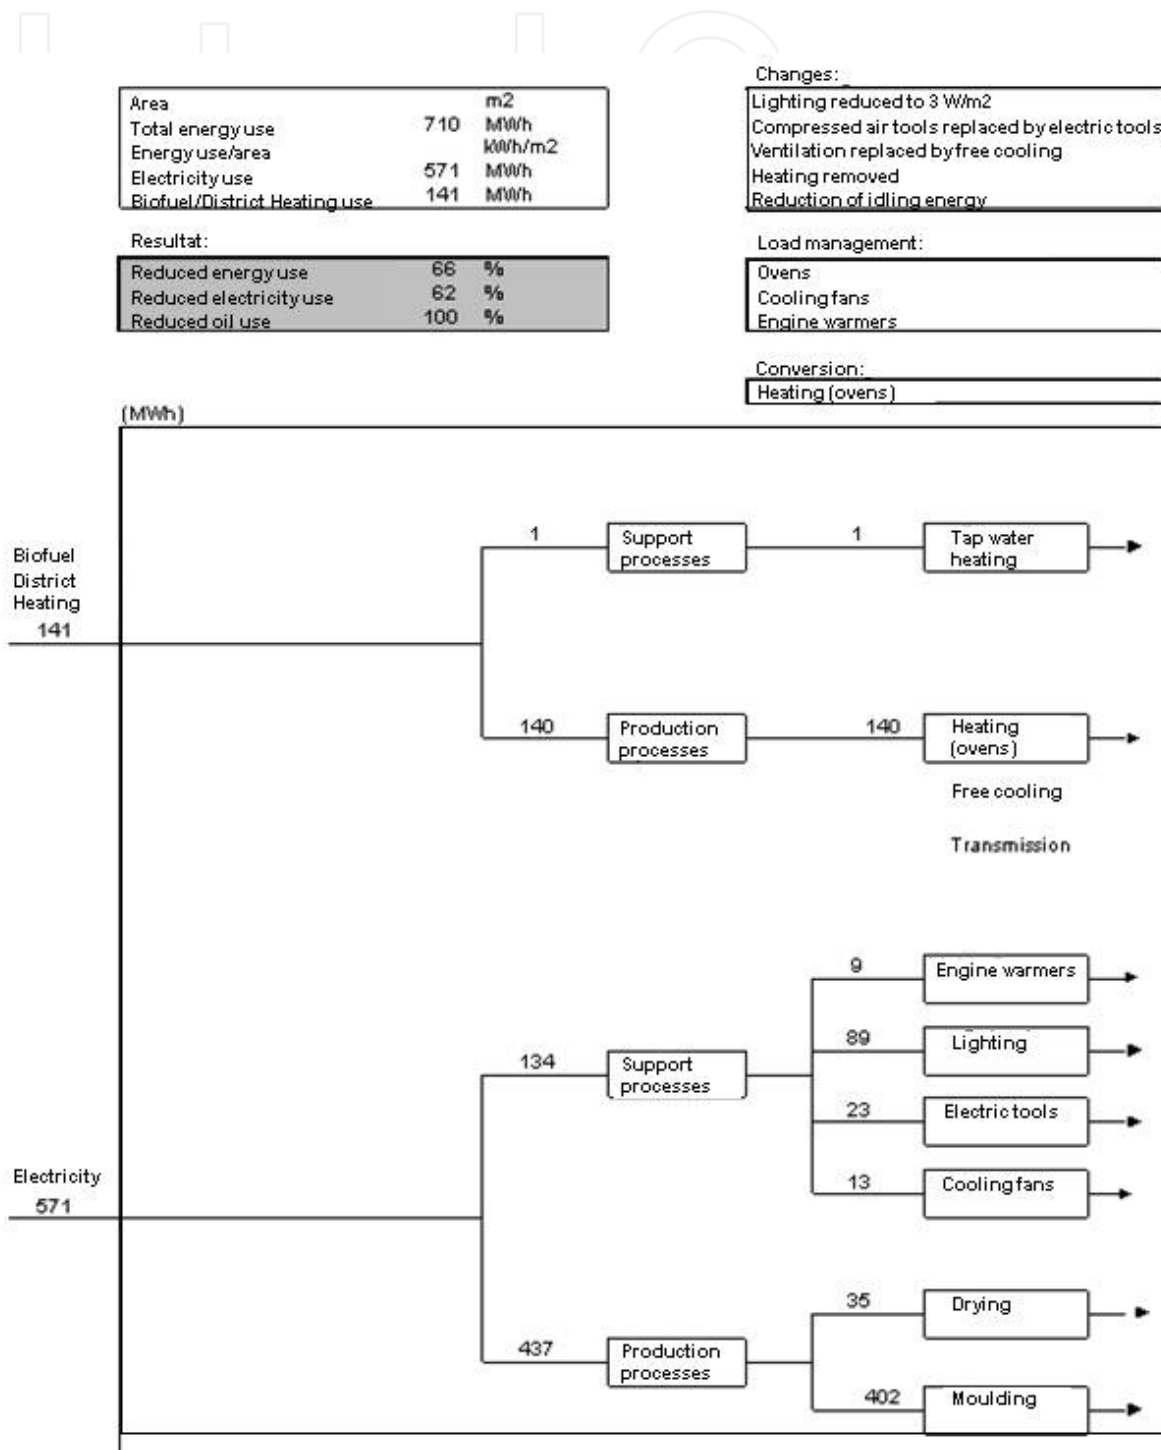 Area m2
Total energy use 710 MWh
Energy use/area kWh/m2
Electricity use 571 MWh
Biofuel/District Heating use 141 MWh
Resultat:
Reduced energy use 66 %
Reduced electricity use 62 %
Reduced oil use 100 %
Changes:
Lighting reduced to 3 W/m2
Compressed air tools replaced by electric tools
Ventilation replaced by free cooling
Heating removed
Reduction of idling energy
Load management:
Ovens
Cooling fans
Engine warmers
Conversion:
Heating (ovens)
(MWh)
Biofuel
District
Heating
141
1
Support
processes
1
Tap water
heating
140
Production
processes
140
Heating
(ovens)
Free cooling
Transmission
Electricity
571
134
Support
processes
9
Engine warmers
89
Lighting
23
Electric tools
13
Cooling fans
437
Production
processes
35
Drying
402
Moulding